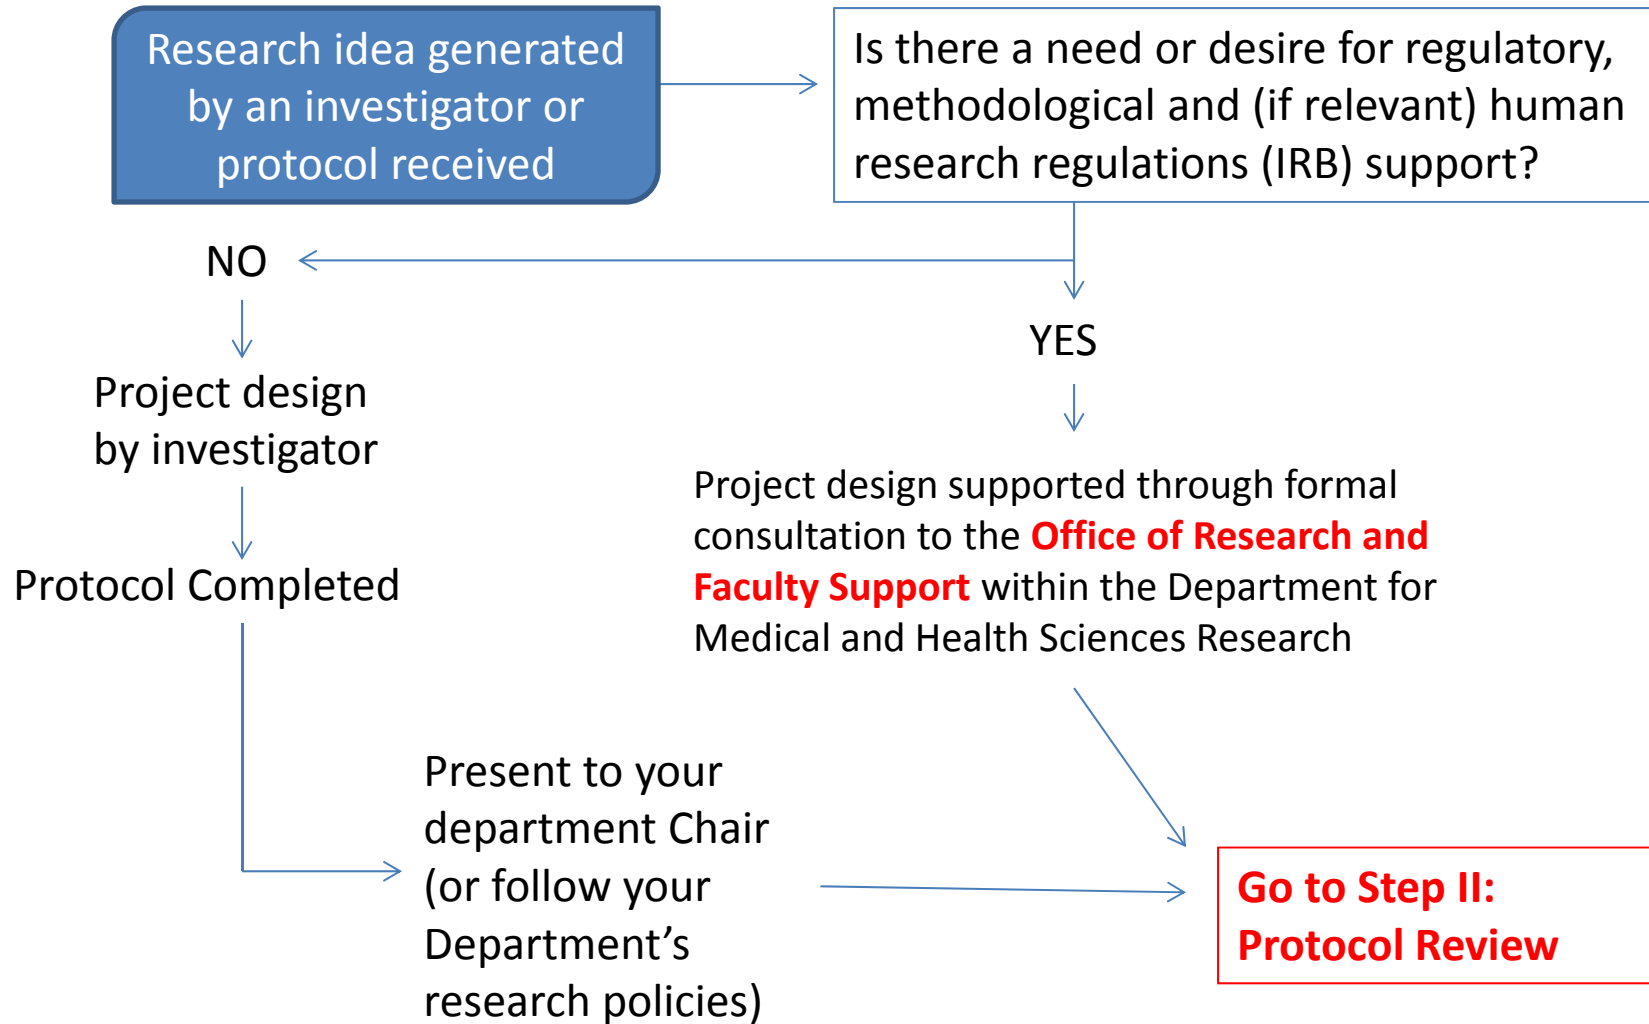 Research idea generated
by an investigator or
protocol received
Is there a need or desire for regulatory,
methodological and (if relevant) human
research regulations (IRB) support?
NO
YES
Project design
by investigator
Protocol Completed
Project design supported through formal
consultation to the Office of Research and
Faculty Support within the Department for
Medical and Health Sciences Research
Present to your
department Chair
(or follow your
Department’s
research policies)
Go to Step II:
Protocol Review